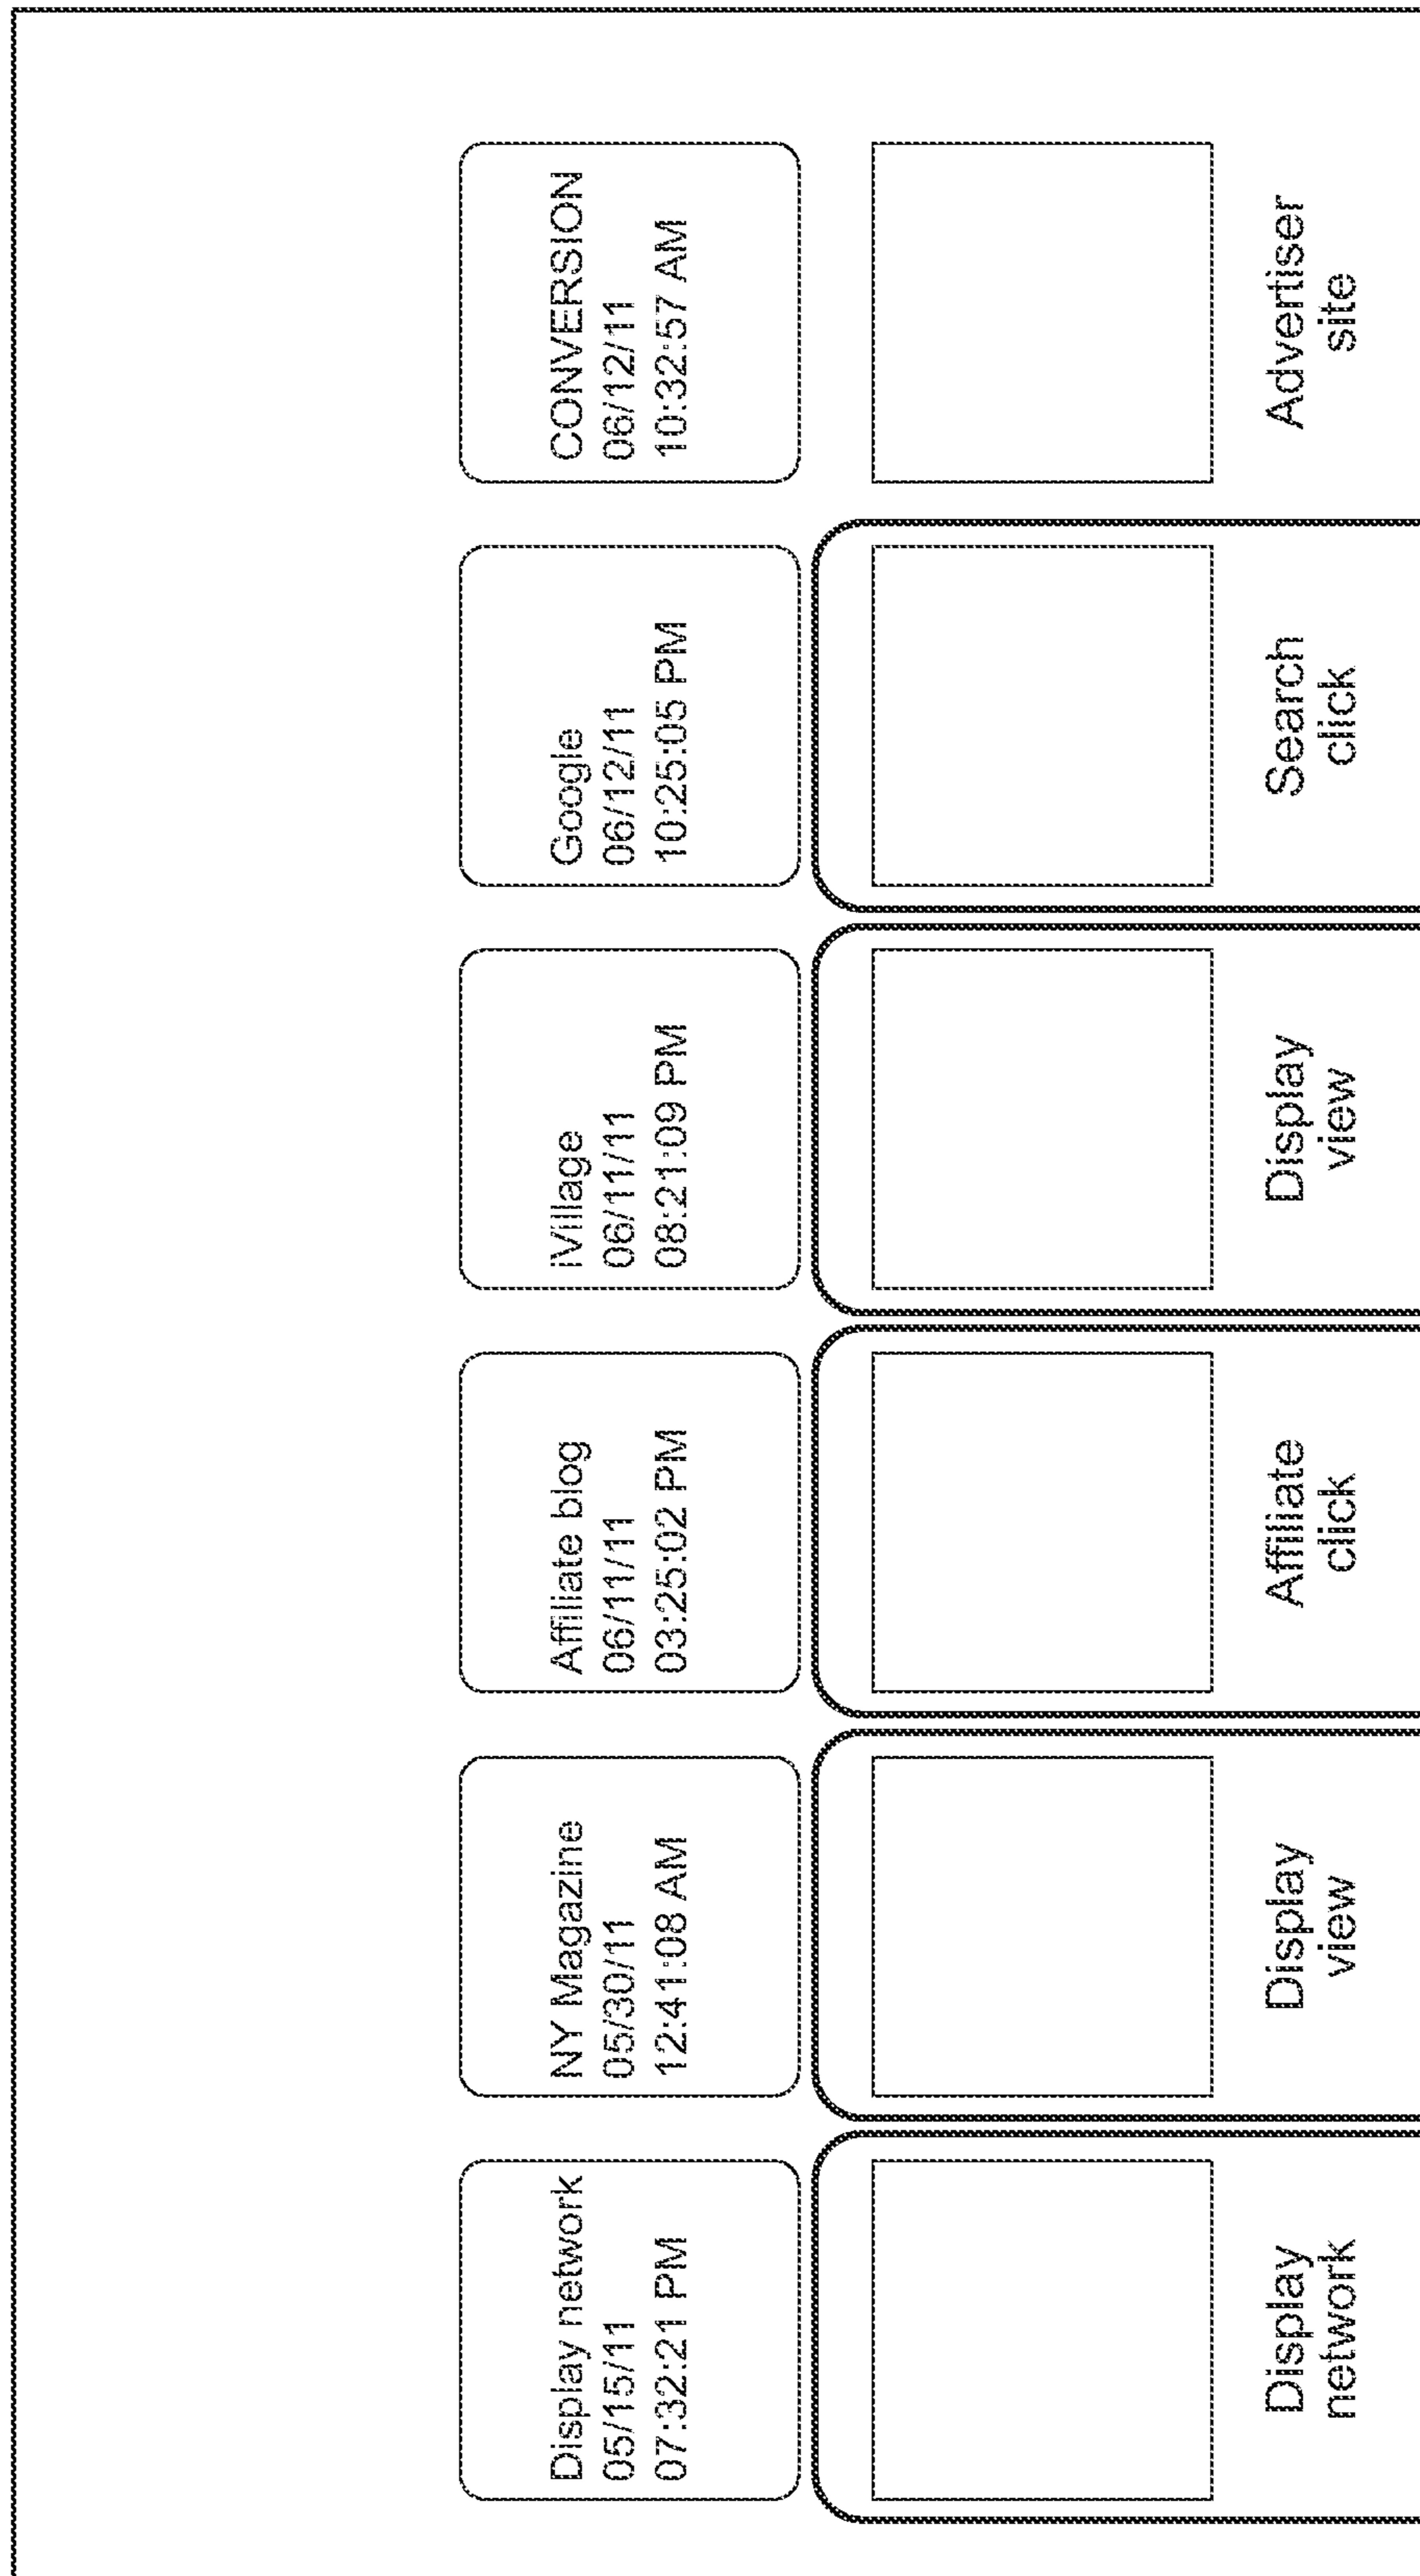 Display network
05/15/11
07:32:21 PM
NY Magazine
05/30/11
12:41:08 AM
Affiliate blog
06/11/11
03:25:02 PM
iVillage
06/11/11
08:21:09 PM
Google
06/12/11
10:25:05 PM
CONVERSION
06/12/11
10:32:57 AM
Display
network
Display
view
Affiliate
click
Display
view
Search
click
Advertiser
site